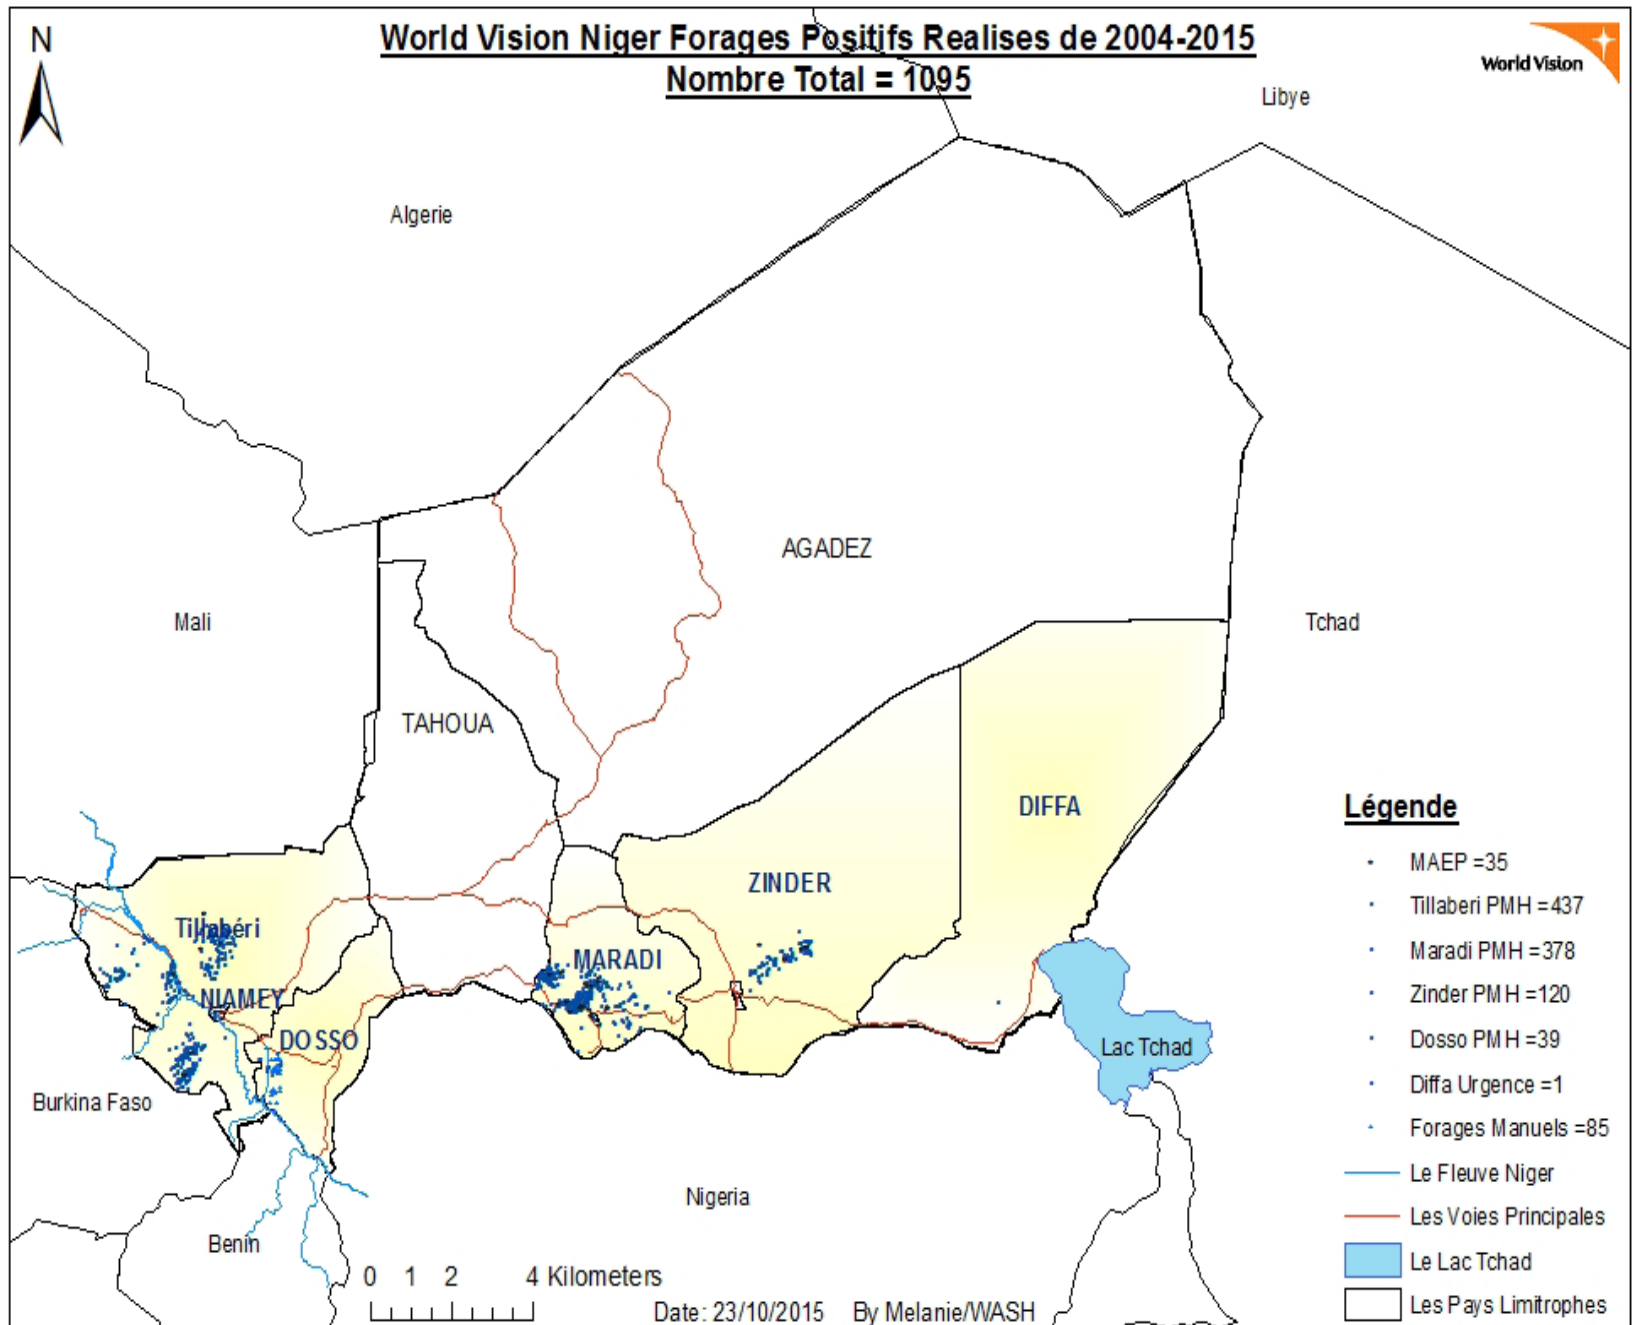 World Vision Niger Forages Positifs Realises de 2004-2015
Nombre Total = 1095
N
World Vision
Libye
Algerie
AGADEZ
Mali
Tchad
TAHOUA
DIFFA
ZINDER
Tillabéri
MARADI
NIAMEY
DOSSO
Lac Tchad
Burkina Faso
Nigeria
Benin
Légende
MAEP =35
Tillaberi PMH =437
Maradi PMH =378
Zinder PMH =120
Dosso PMH =39
Diffa Urgence =1
Forages Manuels =85
Le Fleuve Niger
Les Voies Principales
Le Lac Tchad
Les Pays Limitrophes
0 1 2 4 Kilometers
Date: 23/10/2015 By Melanie/WASH